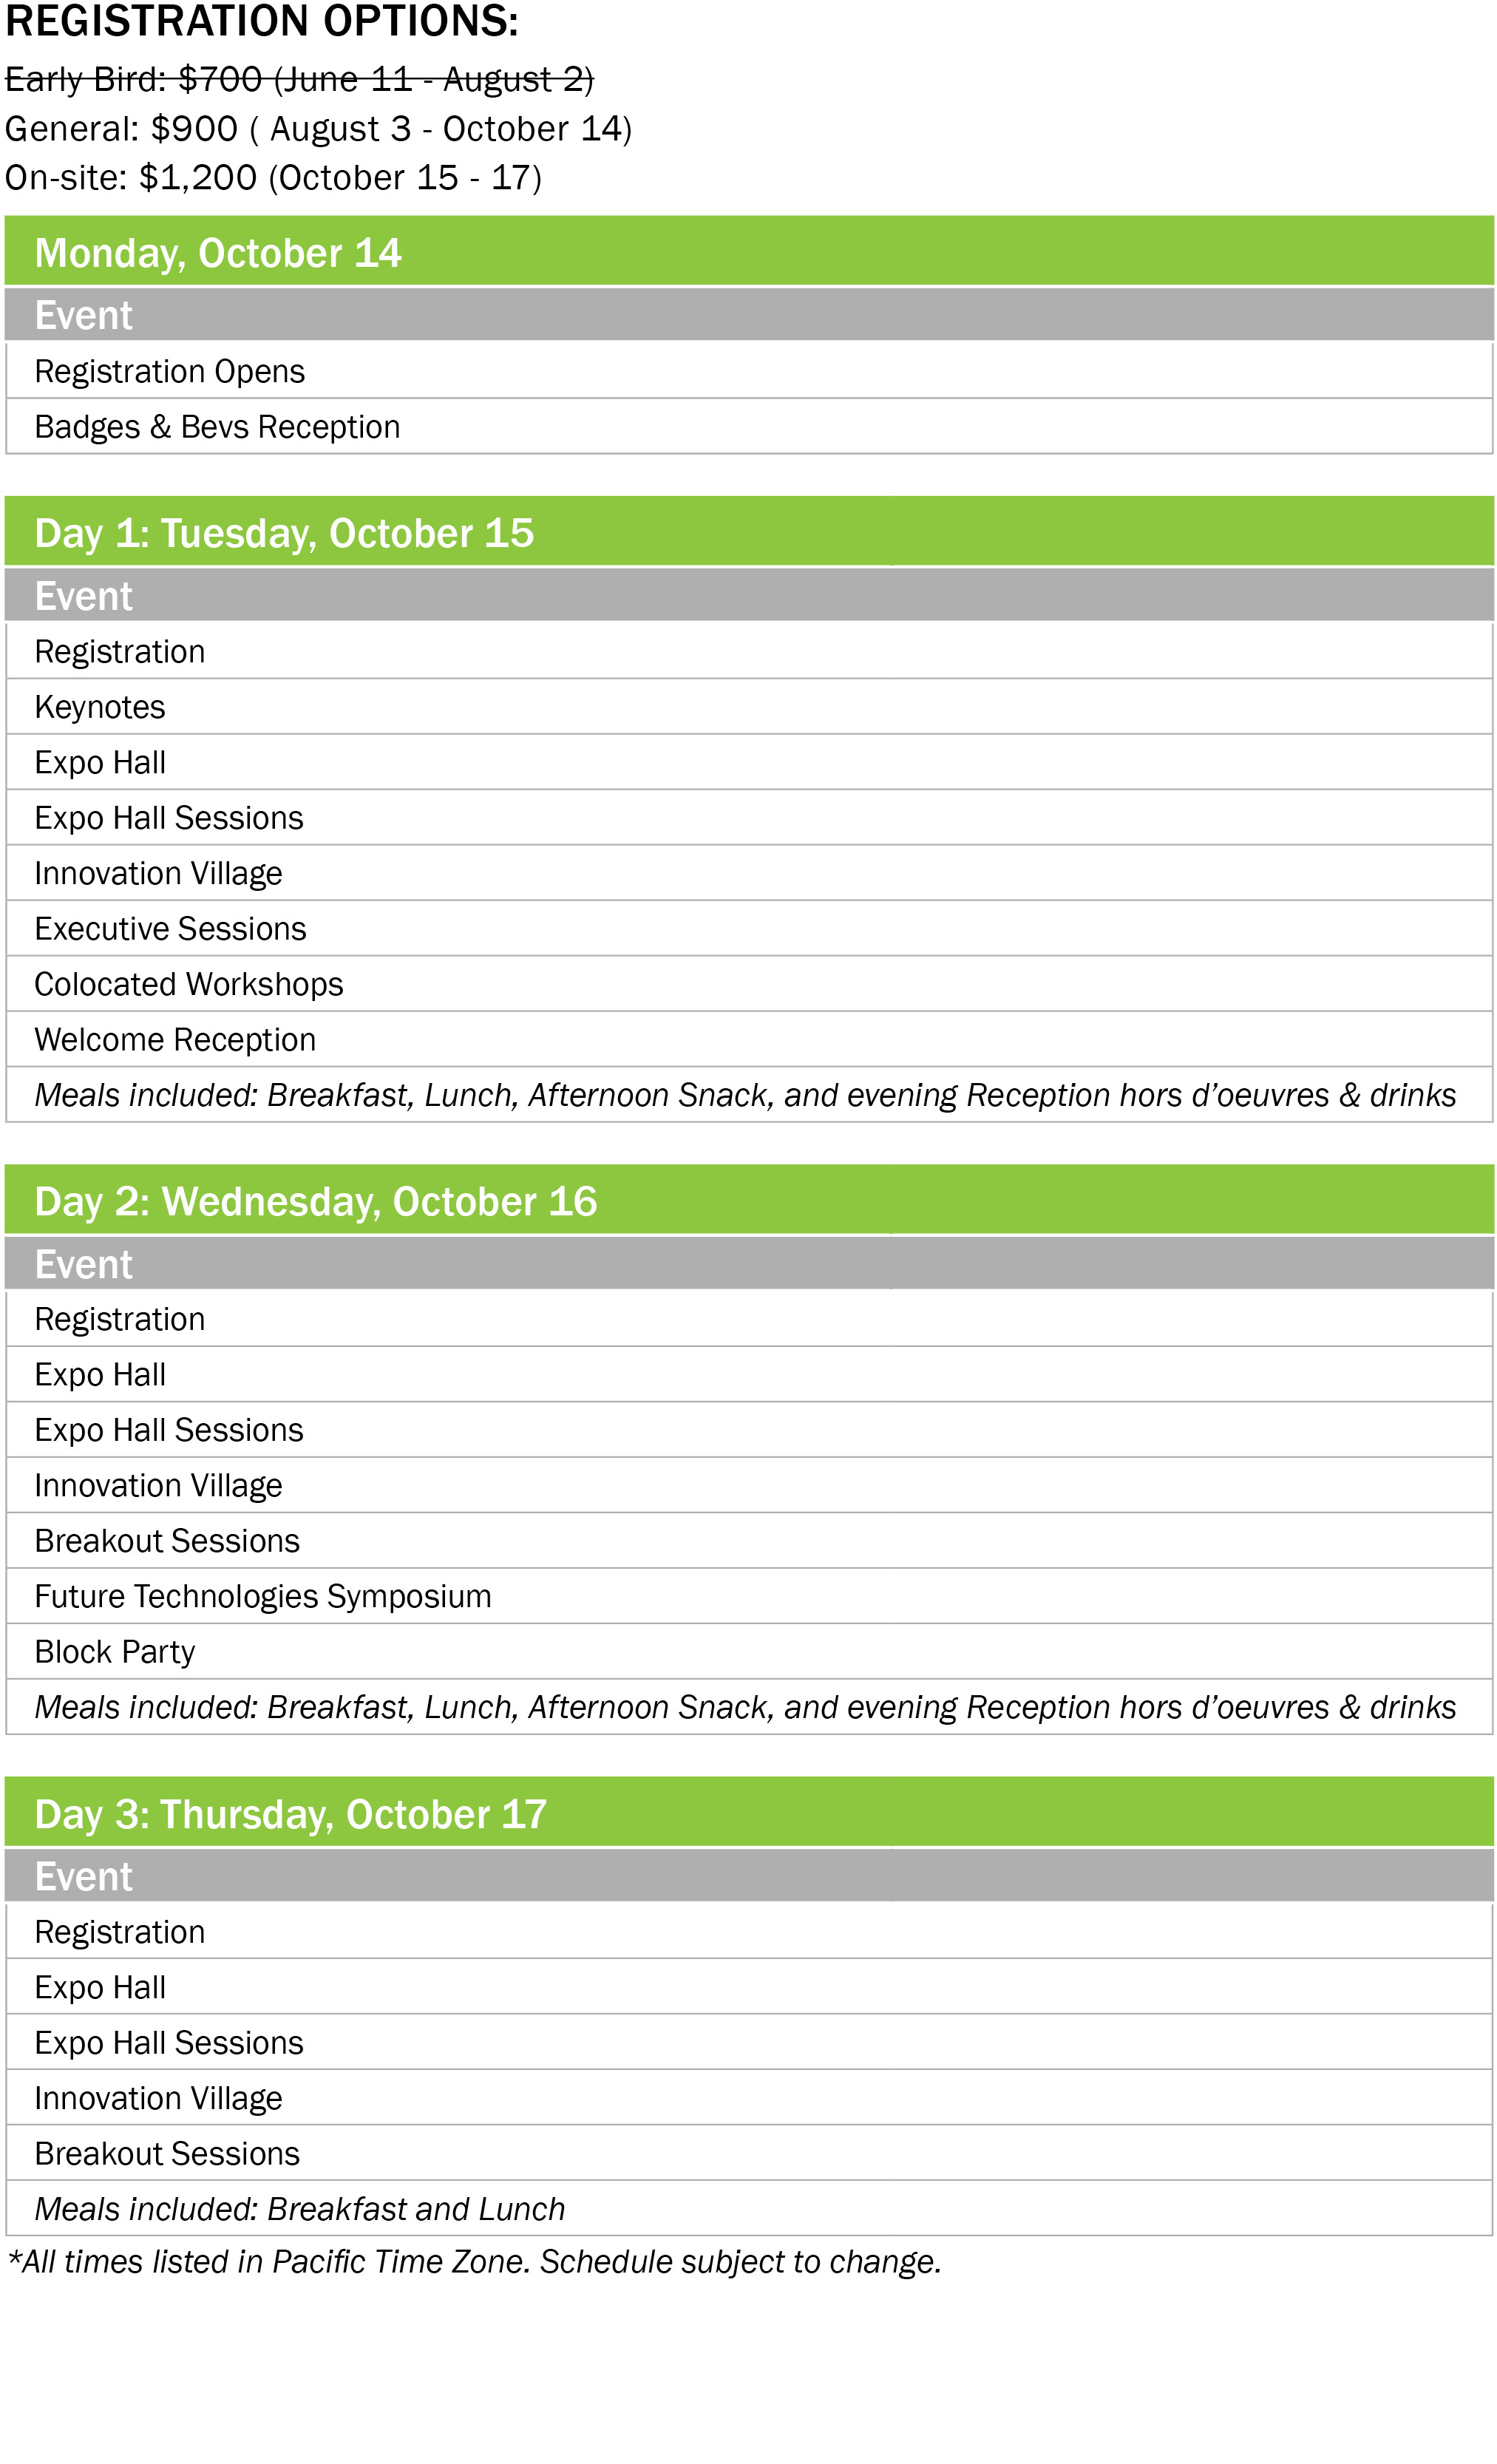 REGISTRATION OPTIONS:
Early Bird: $700 (June 11 - August 2)
General: $900 ( August 3 - October 14)
On-site: $1,200 (October 15 - 17)
Monday, October 14
Event
Registration Opens
Badges & Bevs Reception
Day 1: Tuesday, October 15
Event
Registration
Keynotes
Expo Hall
Expo Hall Sessions
Innovation Village
Executive Sessions
Colocated Workshops
Welcome Reception
Meals included: Breakfast, Lunch, Afternoon Snack, and evening Reception hors d’oeuvres & drinks
Day 2: Wednesday, October 16
Event
Registration
Expo Hall
Expo Hall Sessions
Innovation Village
Breakout Sessions
Future Technologies Symposium
Block Party
Meals included: Breakfast, Lunch, Afternoon Snack, and evening Reception hors d’oeuvres & drinks
Day 3: Thursday, October 17
Event
Registration
Expo Hall
Expo Hall Sessions
Innovation Village
Breakout Sessions
Meals included: Breakfast and Lunch
*All times listed in Pacific Time Zone. Schedule subject to change.